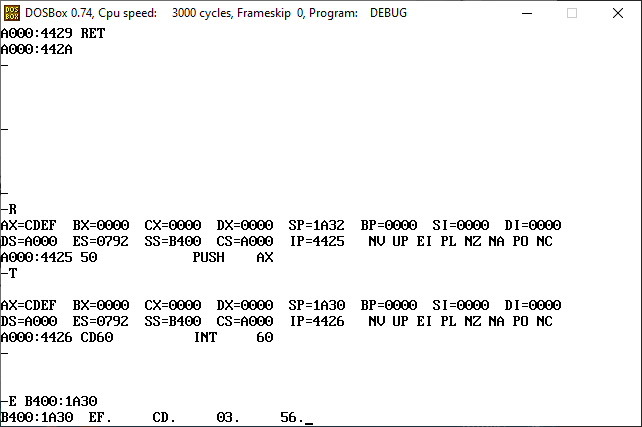 DOS
BOX
DOSBox 0.74, Cpu speed: 3000 cycles, Frameskip 0, Program: DEBUG
A000:4429 RET
A000:442A
-
-
-
-R
AX=CDEF BX=0000 CX=0000 DX=0000 SP=1A32 BP=0000 SI=0000 DI=0000
DS=A000 ES=0792 SS=B400 CS=A000 IP=4425 NV UP EI PL NZ NA PO NC
A000:4425 50 PUSH AX
-T
AX=CDEF BX=0000 CX=0000 DX=0000 SP=1A30 BP=0000 SI=0000 DI=0000
DS=A000 ES=0792 SS=B400 CS=A000 IP=4426 NV UP EI PL NZ NA PO NC
A000:4426 CD60 INT 60
-
-E B400:1A30
B400:1A30 EF. CD. 03. 56._